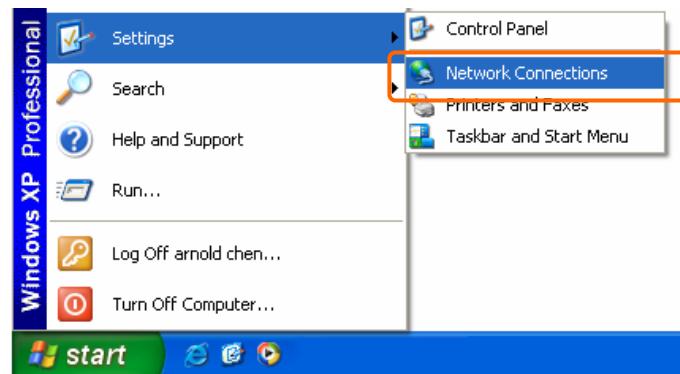 Windows XP Professional
Settings
Search
Help and Support
Run...
Log Off arnold chen...
Turn Off Computer...
Control Panel
Network Connections
Printers and Faxes
Taskbar and Start Menu
start